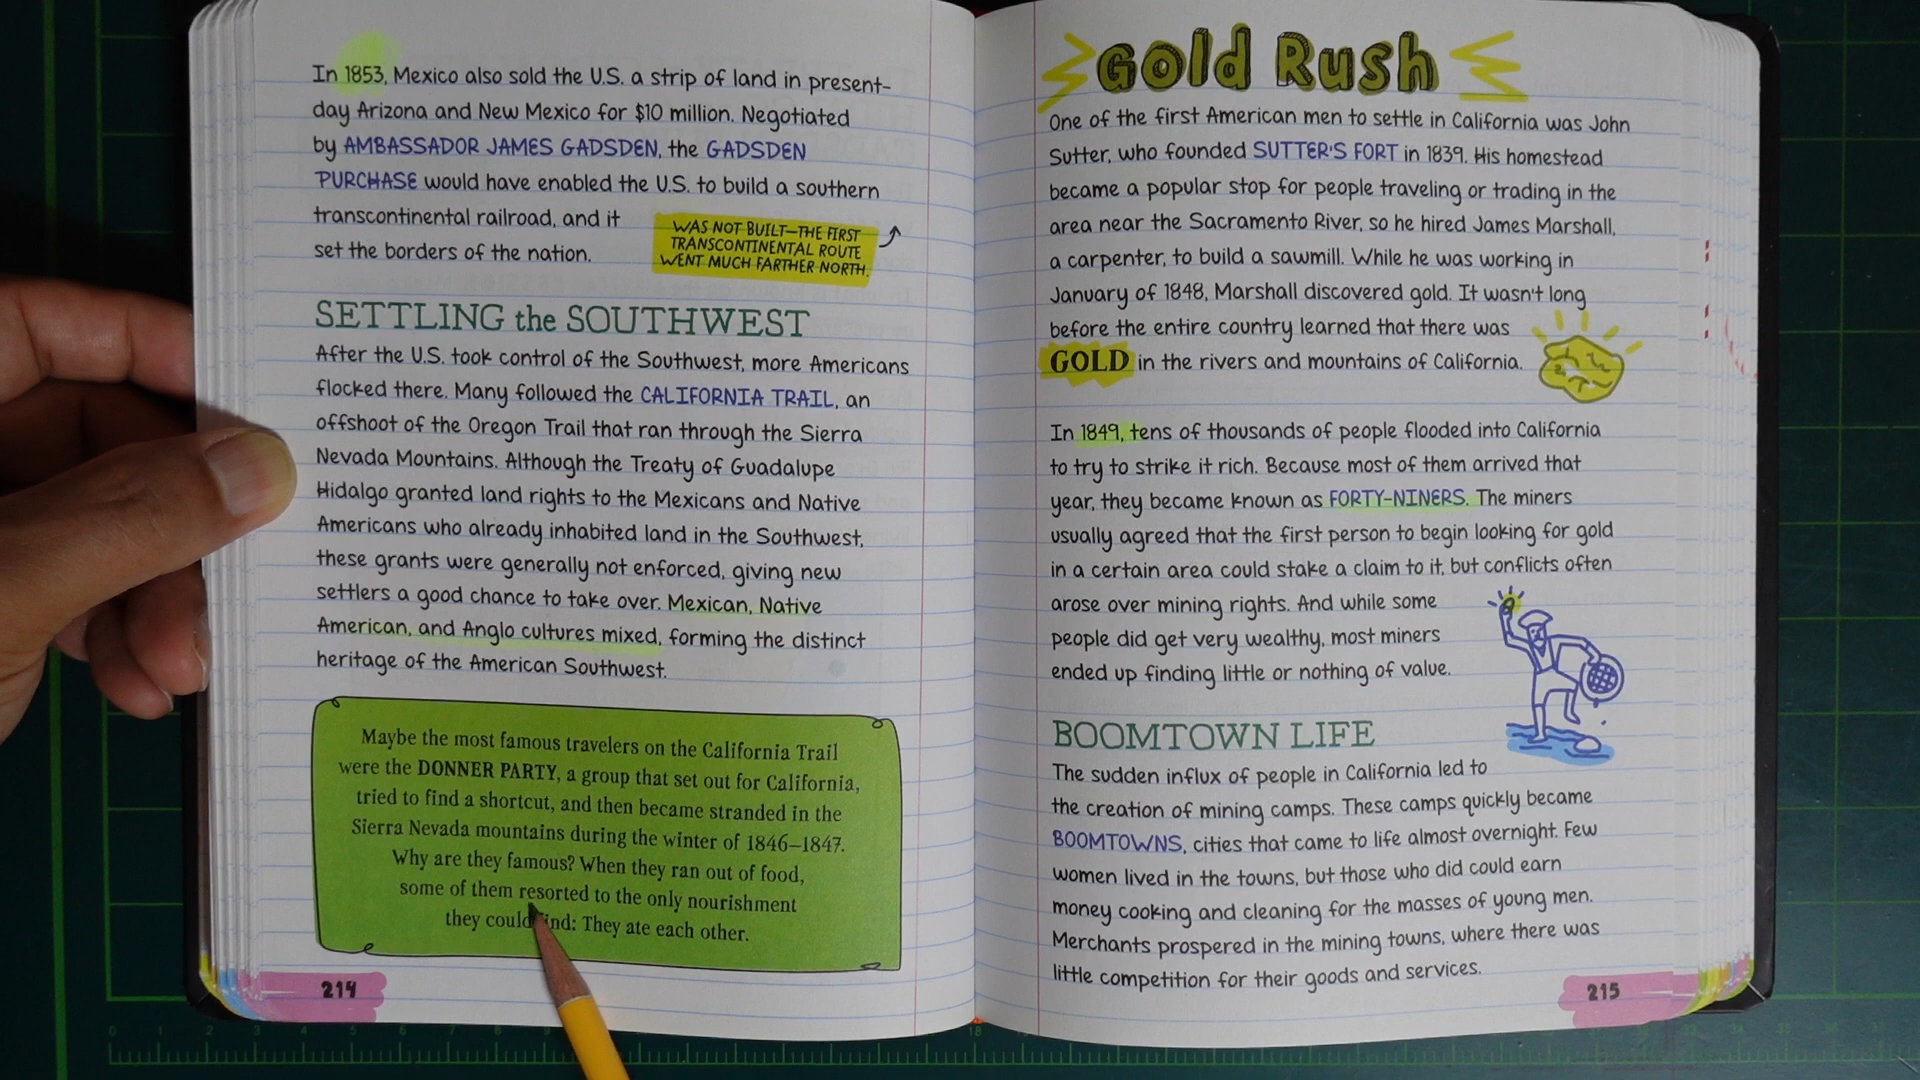 In 1853, Mexico also sold the U.S. a strip of land in present-
day Arizona and New Mexico for $10 million. Negotiated
by AMBASSADOR JAMES GADSDEN, the GADSDEN
PURCHASE would have enabled the U.S. to build a southern
transcontinental railroad, and it
set the borders of the nation.
WAS NOT BUILT—THE FIRST
TRANSCONTINENTAL ROUTE
WENT MUCH FARTHER NORTH.
SETTLING the SOUTHWEST
After the U.S. took control of the Southwest, more Americans
flocked there. Many followed the CALIFORNIA TRAIL, an
offshoot of the Oregon Trail that ran through the Sierra
Nevada Mountains. Although the Treaty of Guadalupe
Hidalgo granted land rights to the Mexicans and Native
Americans who already inhabited land in the Southwest,
these grants were generally not enforced, giving new
settlers a good chance to take over. Mexican, Native
American, and Anglo cultures mixed, forming the distinct
heritage of the American Southwest.
Maybe the most famous travelers on the California Trail
were the DONNER PARTY, a group that set out for California,
tried to find a shortcut, and then became stranded in the
Sierra Nevada mountains during the winter of 1846–1847.
Why are they famous? When they ran out of food,
some of them resorted to the only nourishment
they could find: They ate each other.
214
Gold Rush
One of the first American men to settle in California was John
Sutter, who founded SUTTER'S FORT in 1839. His homestead
became a popular stop for people traveling or trading in the
area near the Sacramento River, so he hired James Marshall,
a carpenter, to build a sawmill. While he was working in
January of 1848, Marshall discovered gold. It wasn't long
before the entire country learned that there was
GOLD in the rivers and mountains of California.
In 1849, tens of thousands of people flooded into California
to try to strike it rich. Because most of them arrived that
year, they became known as FORTY-NINERS. The miners
usually agreed that the first person to begin looking for gold
in a certain area could stake a claim to it, but conflicts often
arose over mining rights. And while some
people did get very wealthy, most miners
ended up finding little or nothing of value.
BOOMTOWN LIFE
The sudden influx of people in California led to
the creation of mining camps. These camps quickly became
BOOMTOWNS, cities that came to life almost overnight. Few
women lived in the towns, but those who did could earn
money cooking and cleaning for the masses of young men.
Merchants prospered in the mining towns, where there was
little competition for their goods and services.
215